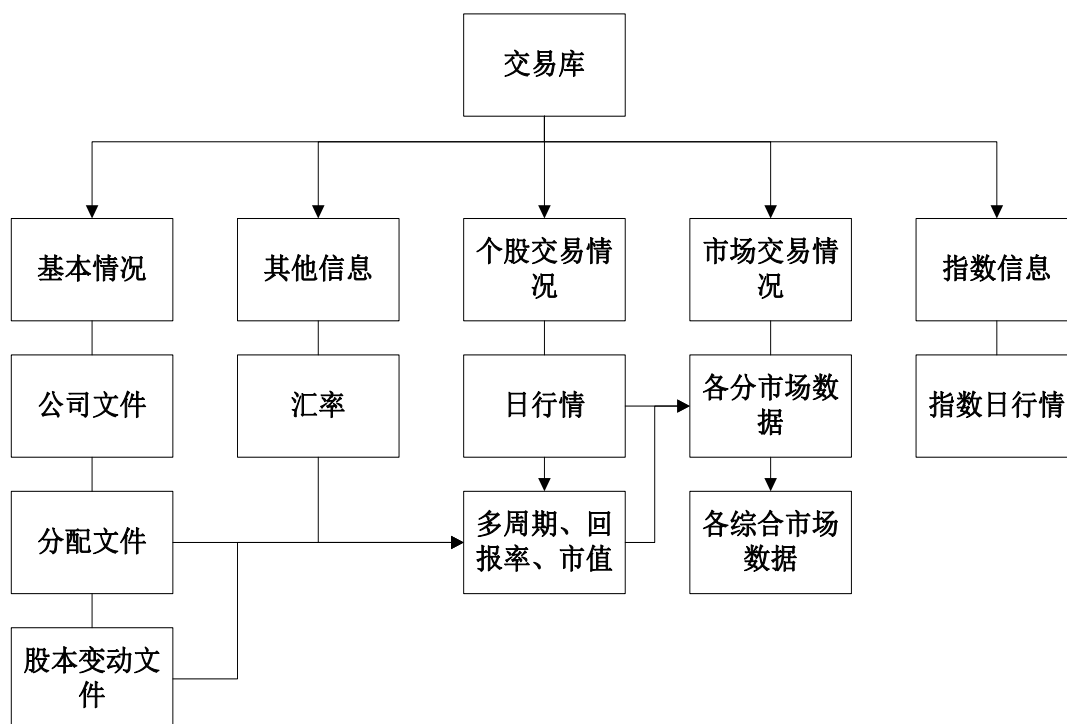 交易库
基本情况
其他信息
个股交易情
况
市场交易情
况
指数信息
公司文件
汇率
日行情
各分市场数
据
指数日行情
分配文件
多周期、回
报率、市值
各综合市场
数据
股本变动文
件